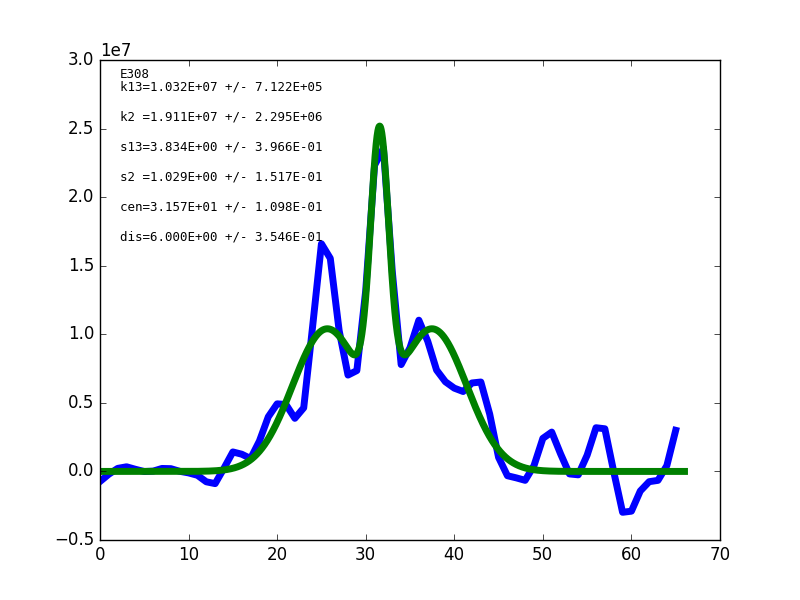 1e7
3.0
E308
k13=1.032E+07 +/- 7.122E+05
2.5
k2 =1.911E+07 +/- 2.295E+06
s13=3.834E+00 +/- 3.966E-01
s2 =1.029E+00 +/- 1.517E-01
2.0
cen=3.157E+01 +/- 1.098E-01
dis=6.000E+00 +/- 3.546E-01
1.5
1.0
0.5
0.0
−0.5
0 10 20 30 40 50 60 70